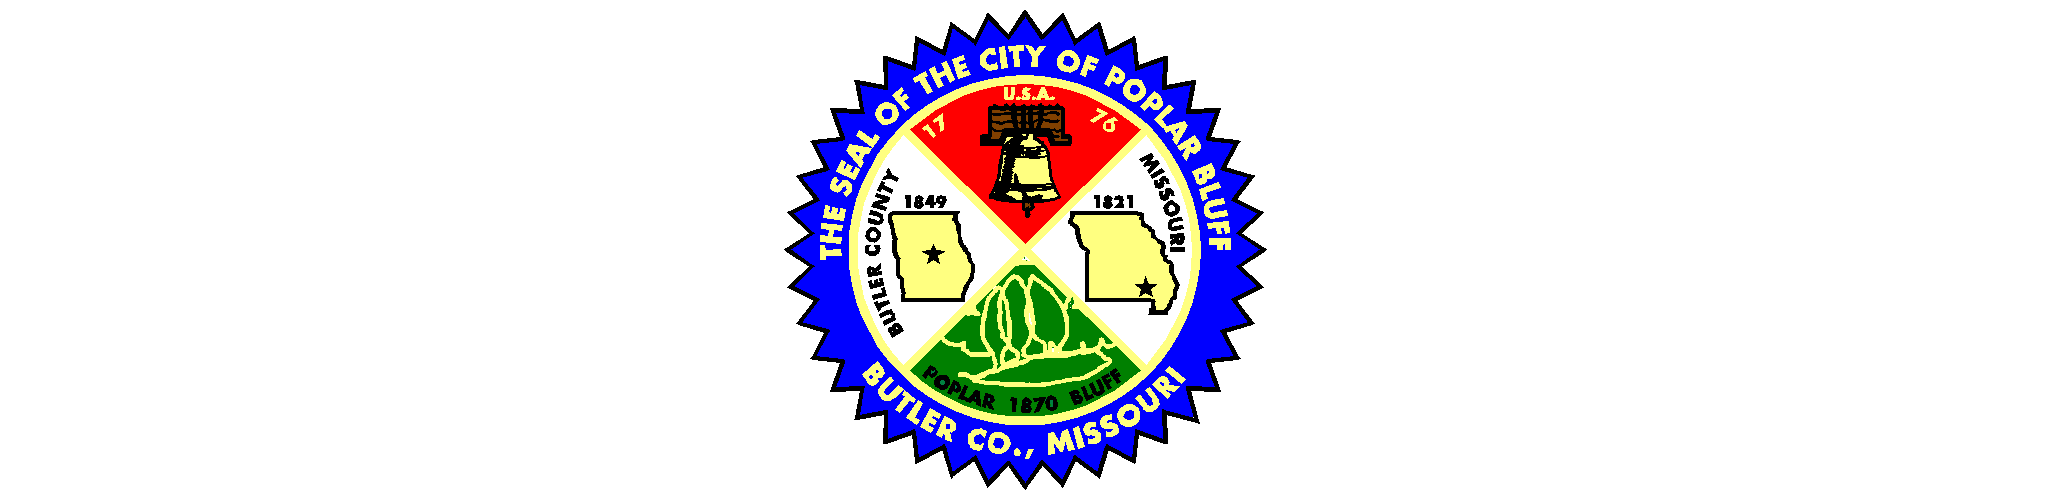 THE SEAL OF THE CITY OF POPLAR BLUFF
U.S.A.
17 76
BUTLER COUNTY
1849
1821
MISSOURI
POPLAR 1870 BLUFF
BUTLER CO., MISSOURI